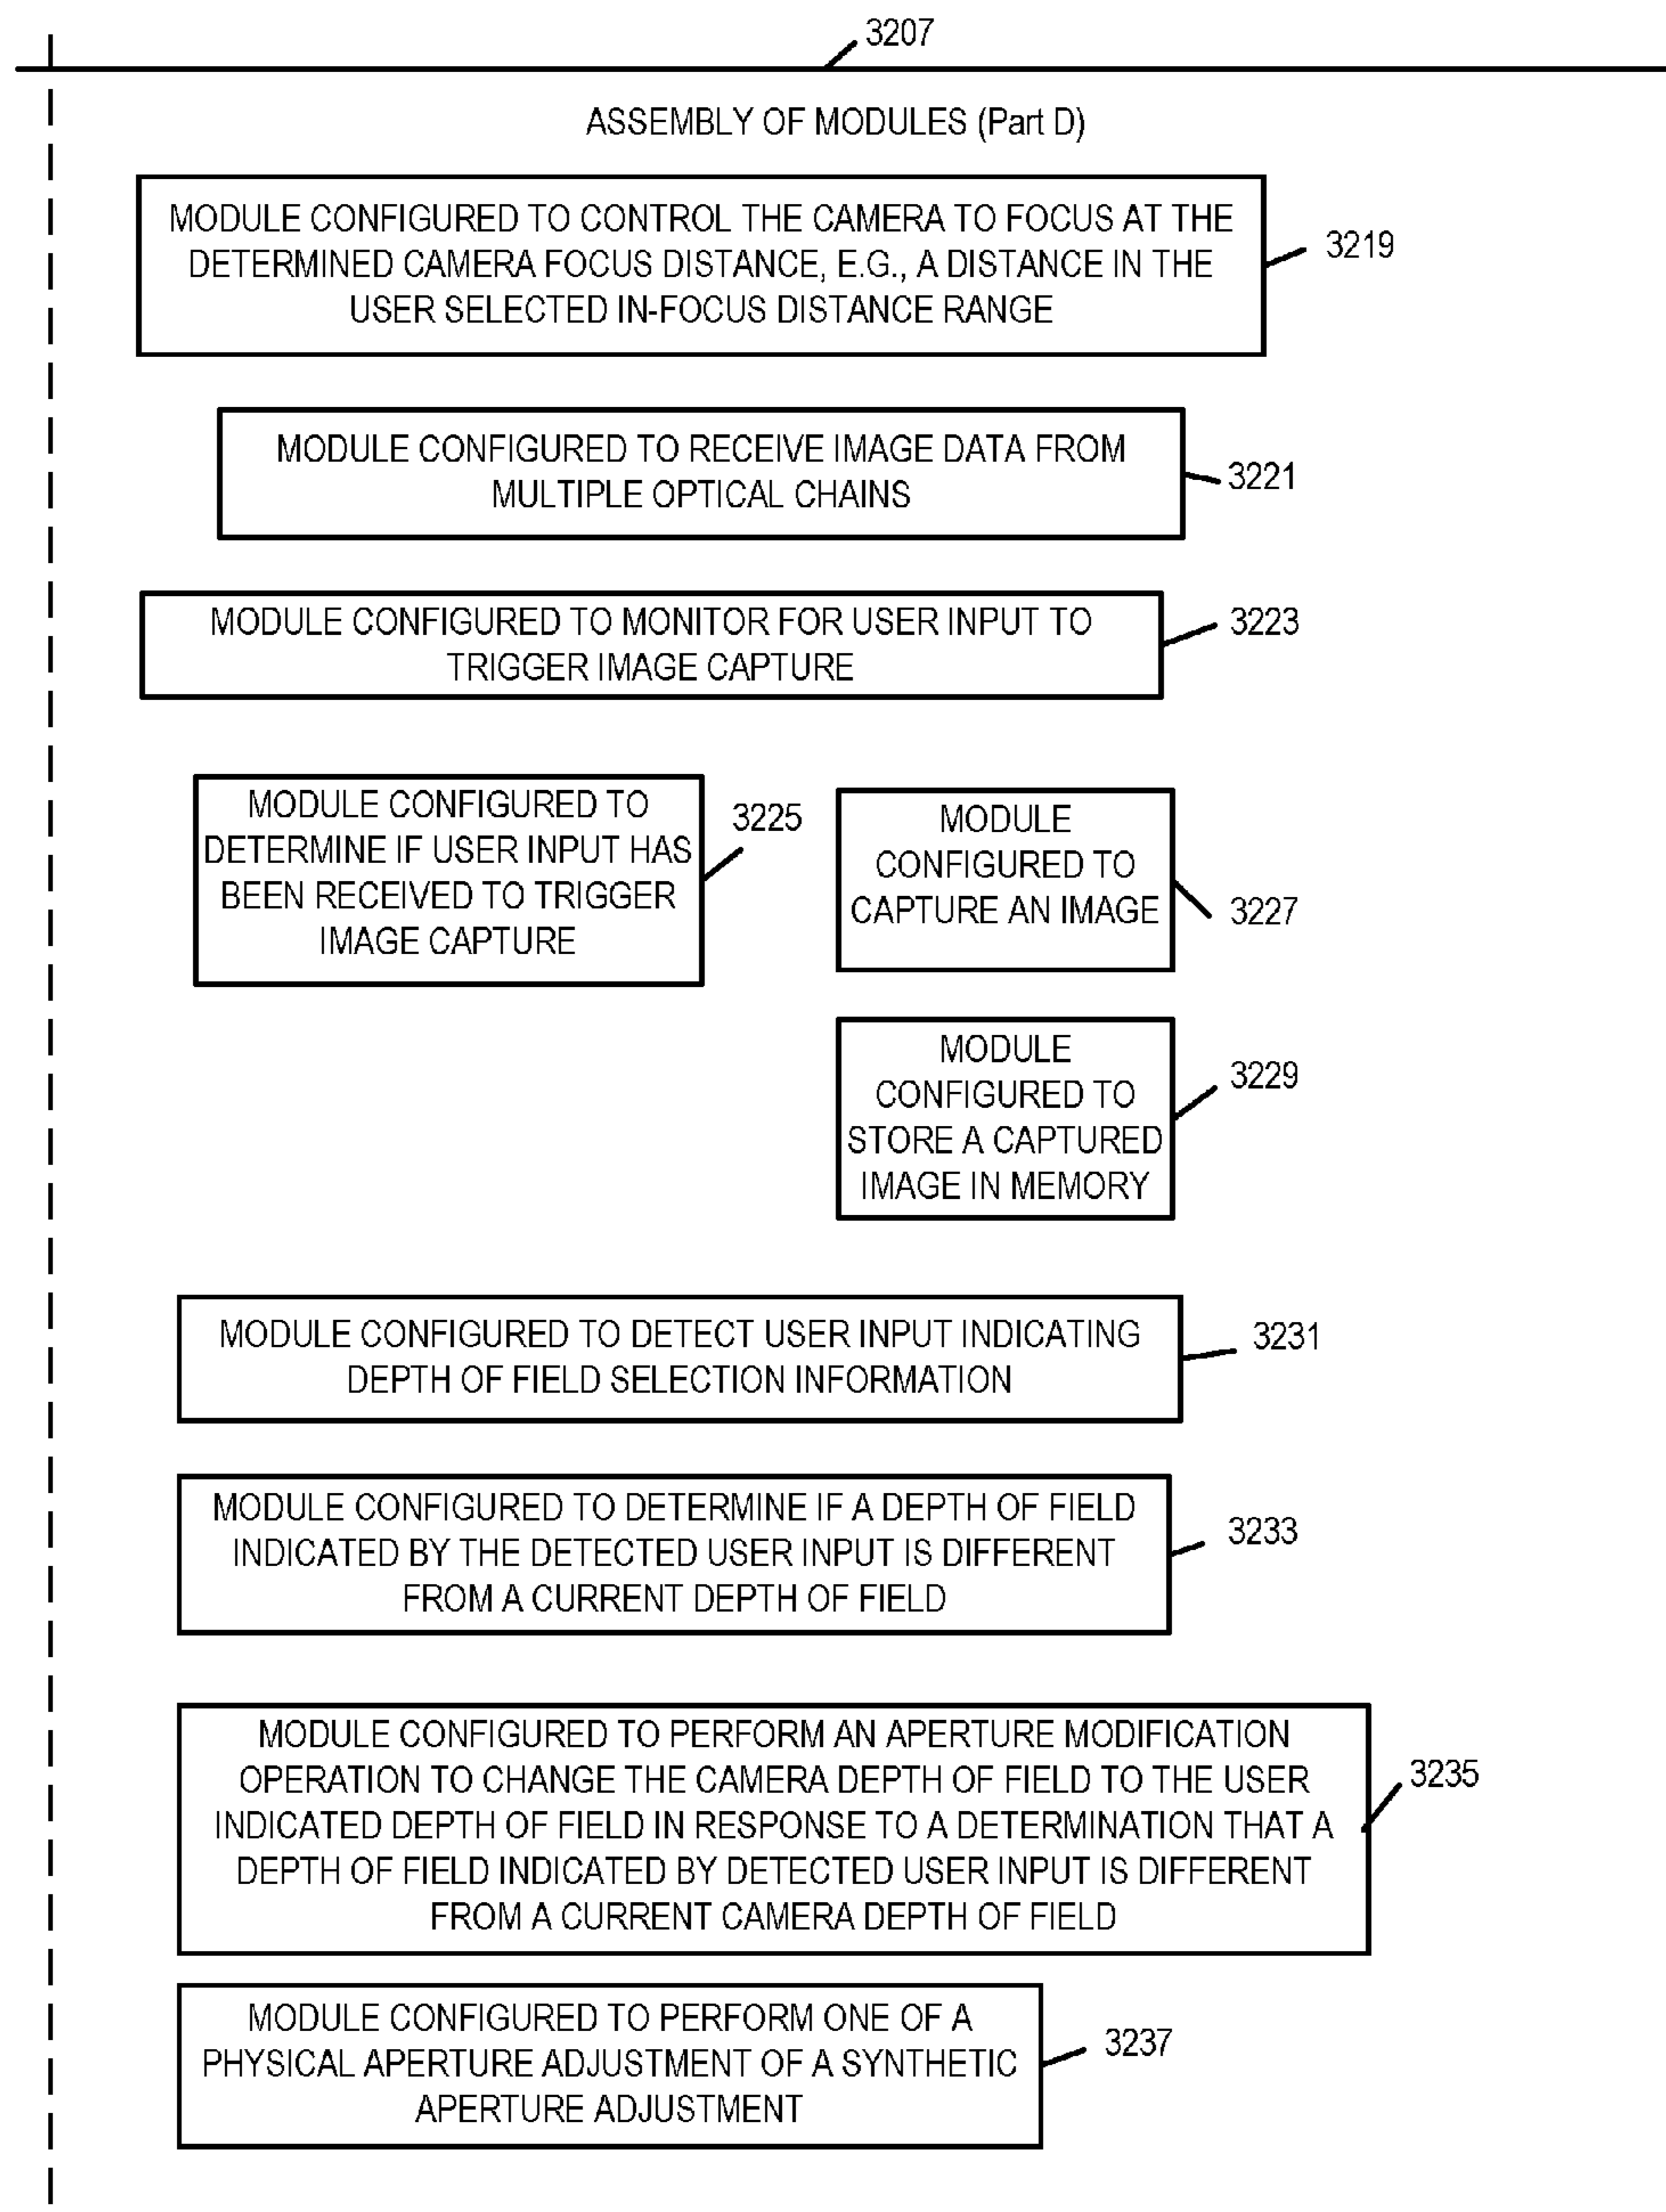 3207
ASSEMBLY OF MODULES (Part D)
MODULE CONFIGURED TO CONTROL THE CAMERA TO FOCUS AT THE
DETERMINED CAMERA FOCUS DISTANCE, E.G., A DISTANCE IN THE
USER SELECTED IN-FOCUS DISTANCE RANGE
3219
MODULE CONFIGURED TO RECEIVE IMAGE DATA FROM
MULTIPLE OPTICAL CHAINS
3221
MODULE CONFIGURED TO MONITOR FOR USER INPUT TO
TRIGGER IMAGE CAPTURE
3223
MODULE CONFIGURED TO
DETERMINE IF USER INPUT HAS
BEEN RECEIVED TO TRIGGER
IMAGE CAPTURE
3225
MODULE
CONFIGURED TO
CAPTURE AN IMAGE
3227
MODULE
CONFIGURED TO
STORE A CAPTURED
IMAGE IN MEMORY
3229
MODULE CONFIGURED TO DETECT USER INPUT INDICATING
DEPTH OF FIELD SELECTION INFORMATION
3231
MODULE CONFIGURED TO DETERMINE IF A DEPTH OF FIELD
INDICATED BY THE DETECTED USER INPUT IS DIFFERENT
FROM A CURRENT DEPTH OF FIELD
3233
MODULE CONFIGURED TO PERFORM AN APERTURE MODIFICATION
OPERATION TO CHANGE THE CAMERA DEPTH OF FIELD TO THE USER
INDICATED DEPTH OF FIELD IN RESPONSE TO A DETERMINATION THAT A
DEPTH OF FIELD INDICATED BY DETECTED USER INPUT IS DIFFERENT
FROM A CURRENT CAMERA DEPTH OF FIELD
3235
MODULE CONFIGURED TO PERFORM ONE OF A
PHYSICAL APERTURE ADJUSTMENT OF A SYNTHETIC
APERTURE ADJUSTMENT
3237